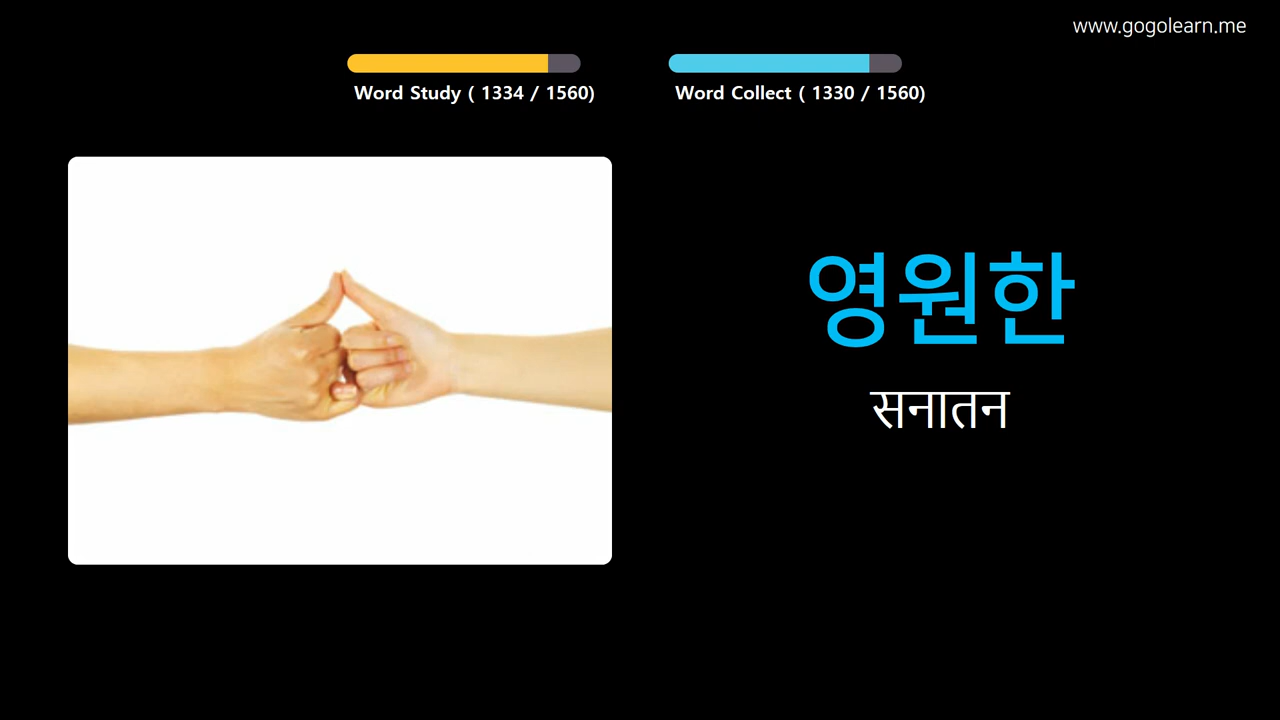 www.gogolearn.me
Word Study ( 1334 / 1560)
Word Collect ( 1330 / 1560)
영원한
सनातन